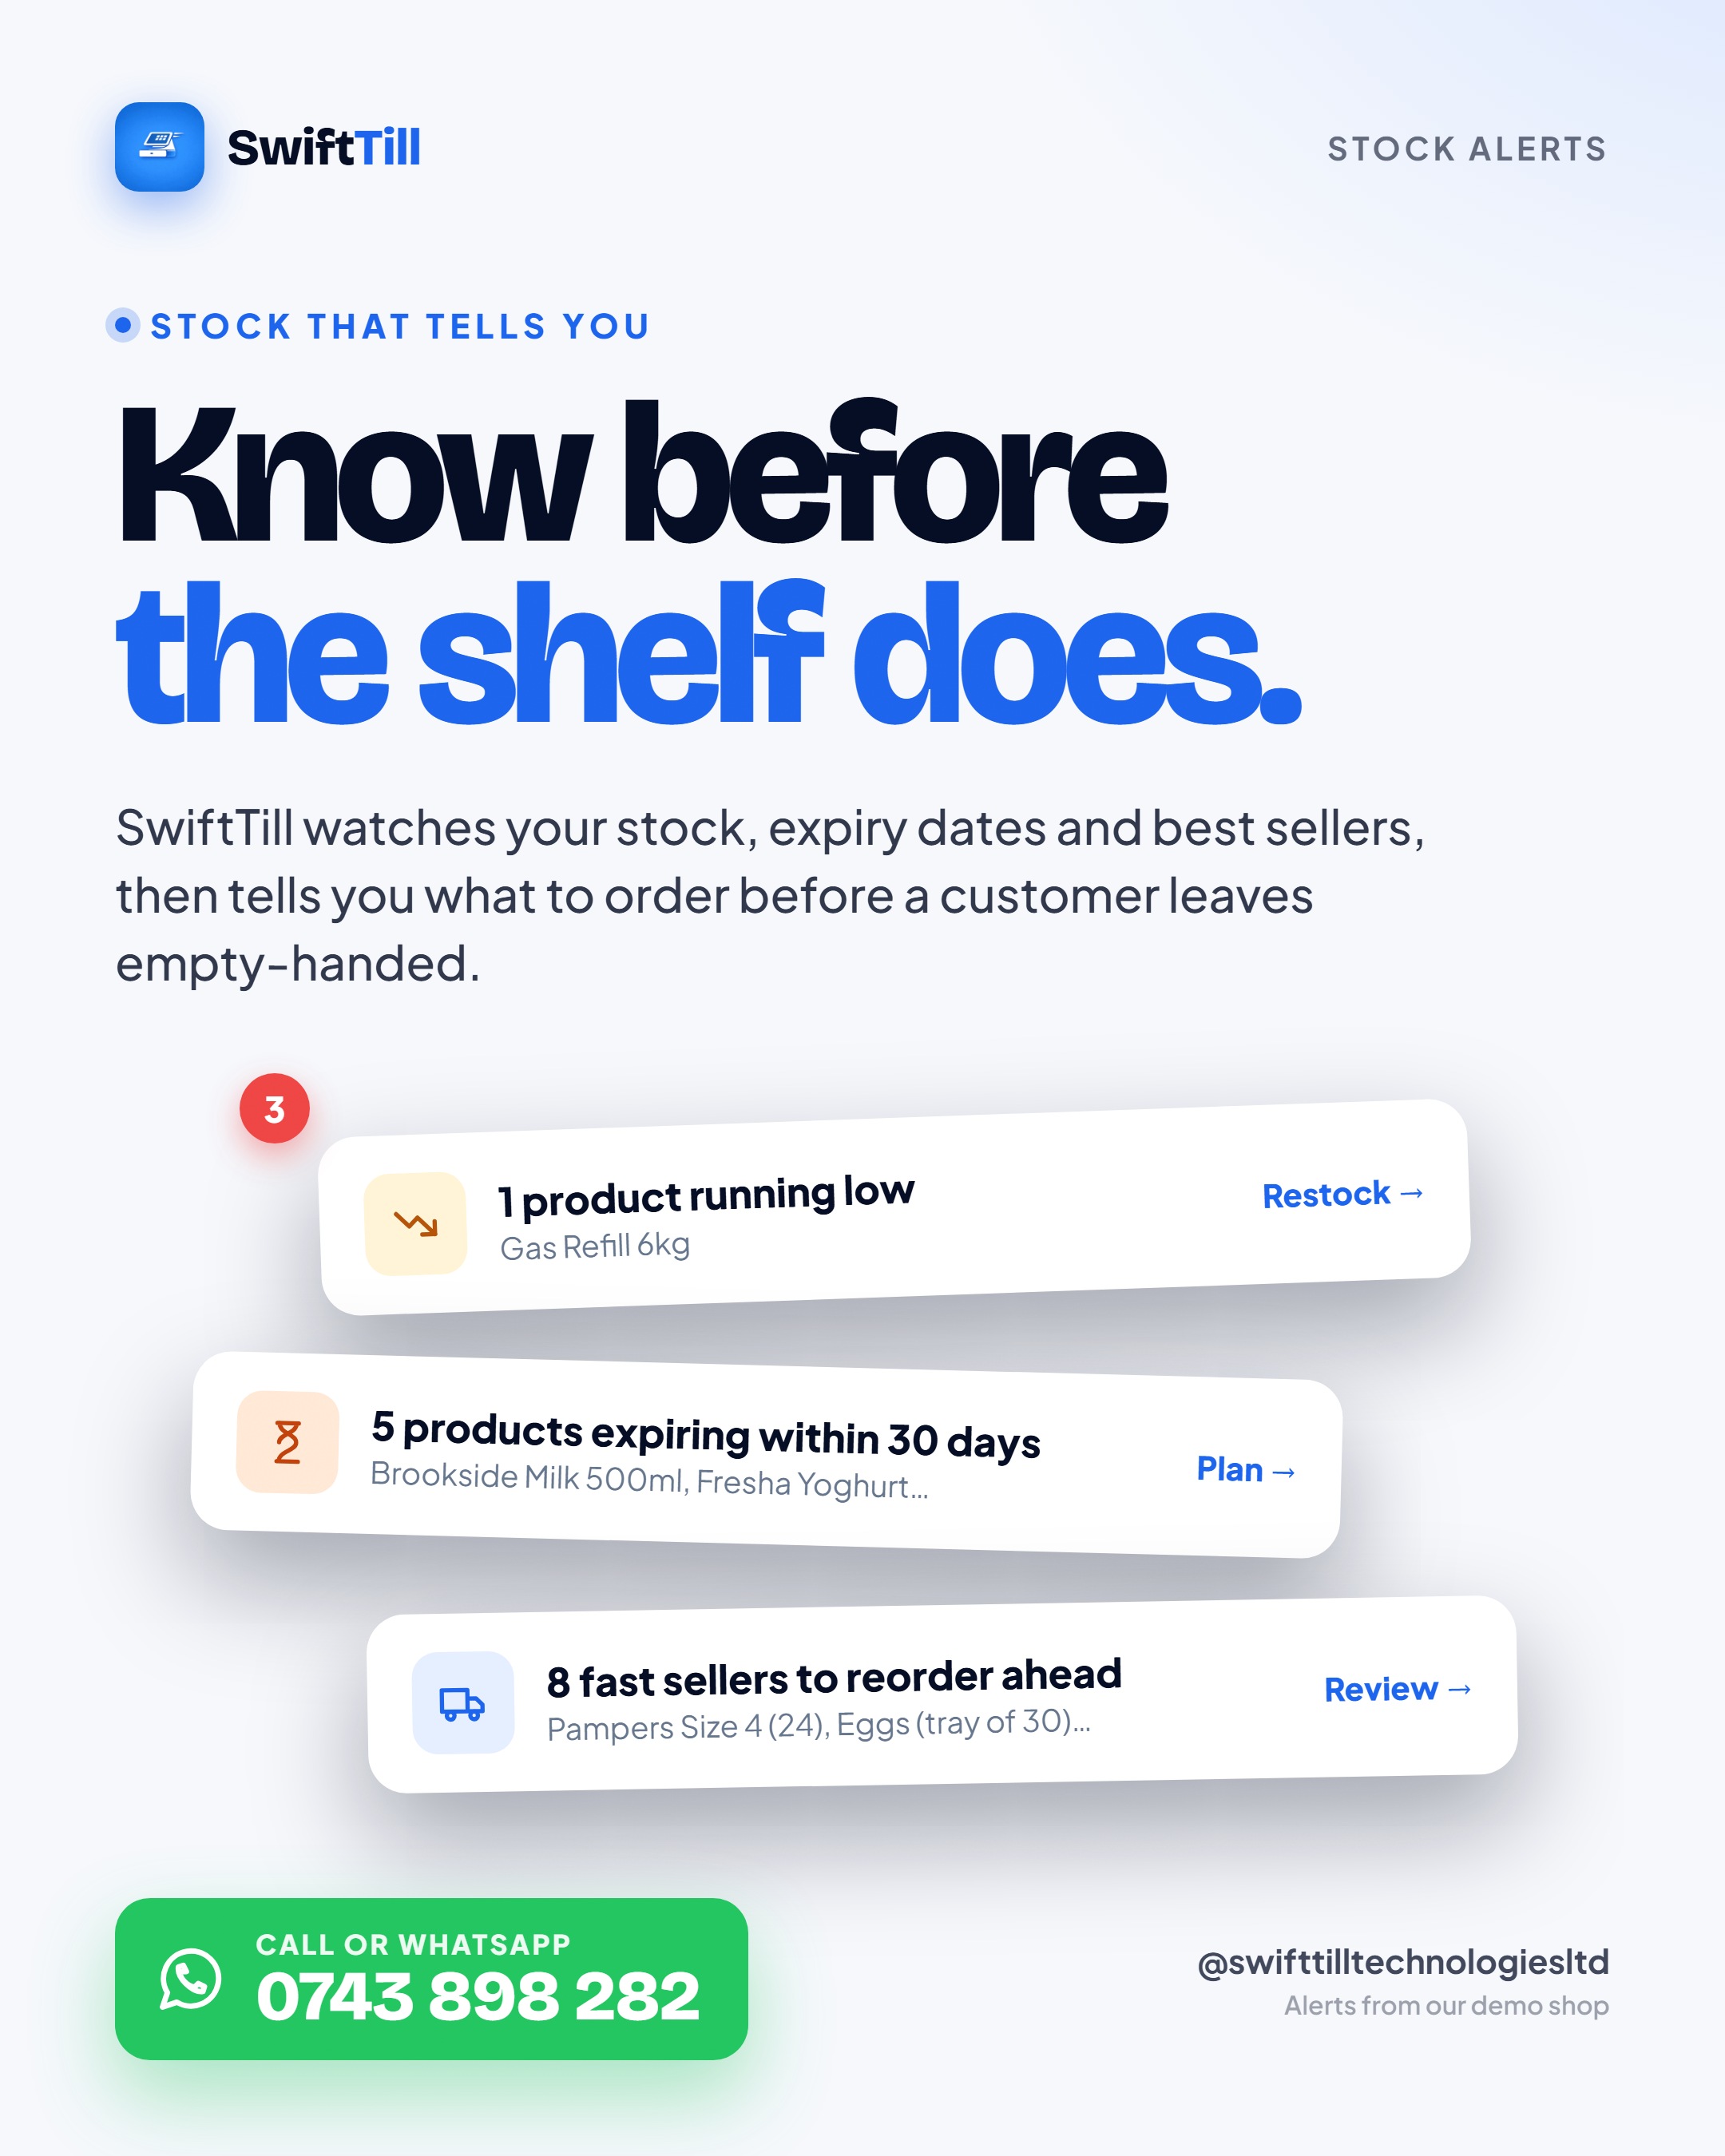 SwiftTill
STOCK ALERTS
STOCK THAT TELLS YOU
Know before
the shelf does.
SwiftTill watches your stock, expiry dates and best sellers,
then tells you what to order before a customer leaves
empty-handed.
3
1 product running low
Restock →
Gas Refill 6kg
5 products expiring within 30 days
Plan →
Brookside Milk 500ml, Fresha Yoghurt...
8 fast sellers to reorder ahead
Review →
Pampers Size 4 (24), Eggs (tray of 30)...
CALL OR WHATSAPP
0743 898 282
@swifttilltechnologiesltd
Alerts from our demo shop